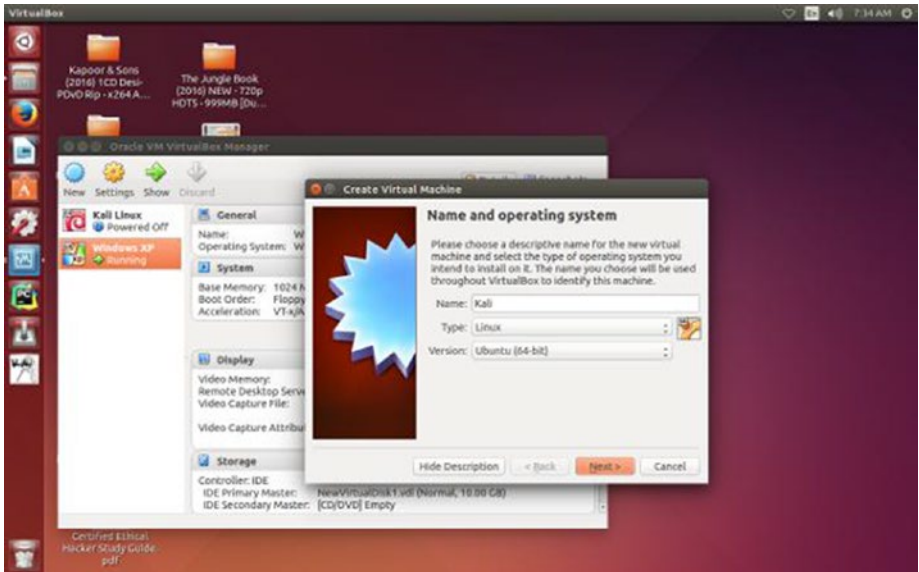 VirtualBox
En
7:34 AM
Kapoor & Sons
(2016) 1CD Desi-
PDvD Rip - x264 A...
The Jungle Book
(2016) NEW - 720p
HDTS - 999MB [Du...
Oracle VM VirtualBox Manager
New Settings Show Discard
Kali Linux
Powered Off
Windows XP
Running
General
Name: W
Operating System: W
System
Base Memory: 1024 M
Boot Order: Floppy
Acceleration:
Display
Video Memory:
Remote Desktop Serve
Video Capture File:
Video Capture Attribu
Storage
Controller: IDE
IDE Primary Master: NewVirtualDisk1.vdi (Normal, 10.00 GB)
IDE Secondary Master: [CD/DVD] Empty
Create Virtual Machine
Name and operating system
Please choose a descriptive name for the new virtual
machine and select the type of operating system you
intend to install on it. The name you choose will be used
throughout VirtualBox to identify this machine.
Name: Kali
Type: Linux
Version: Ubuntu (64-bit)
Hide Description < Back Next > Cancel
Certified Ethical
Hacker Study Guide.
pdf